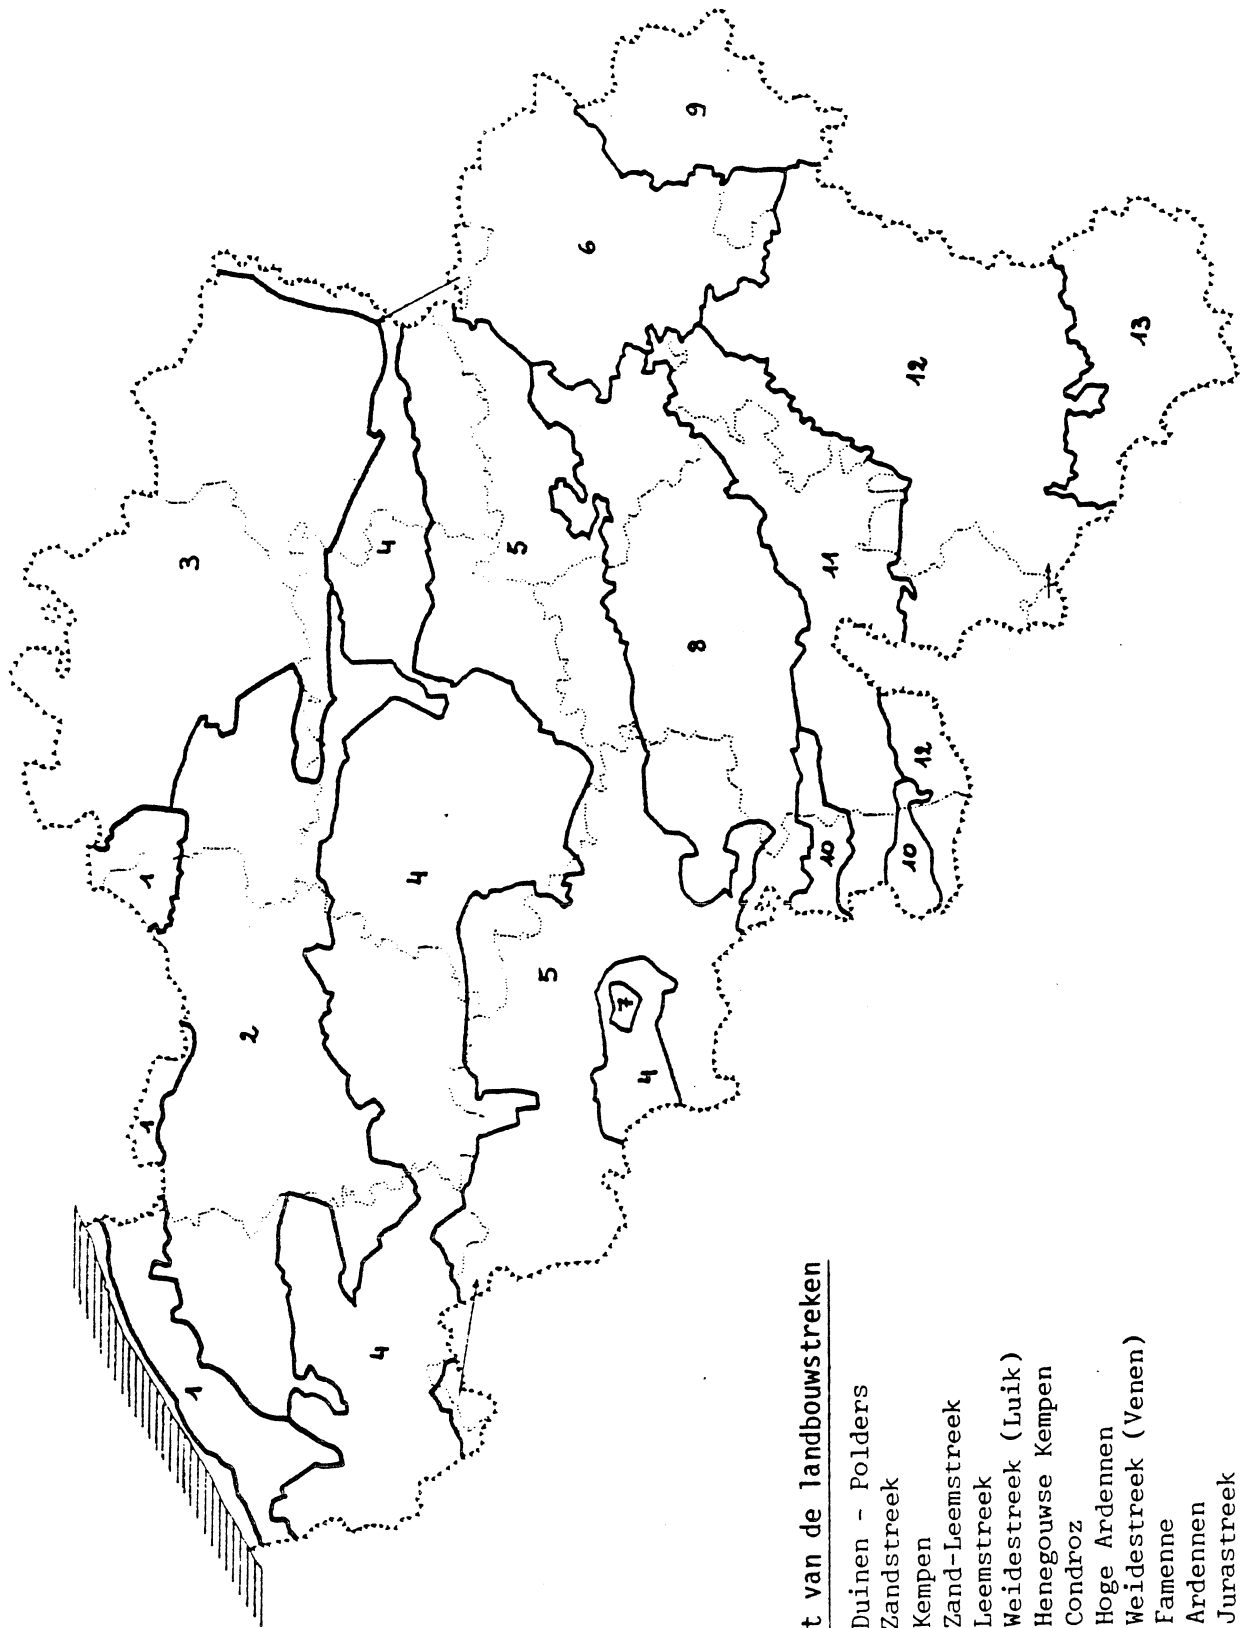 t van de landbouwstreken
Duinen - Polders
Zandstreek
Kempen
Zand-Leemstreek
Leemstreek
Weidestreek (Luik)
Henegouwse Kempen
Condroz
Hoge Ardennen
Weidestreek (Venen)
Famenne
Ardennen
Jurastreek
1
1
1
2
3
4
4
4
4
5
5
6
7
8
9
10
10
11
12
12
13